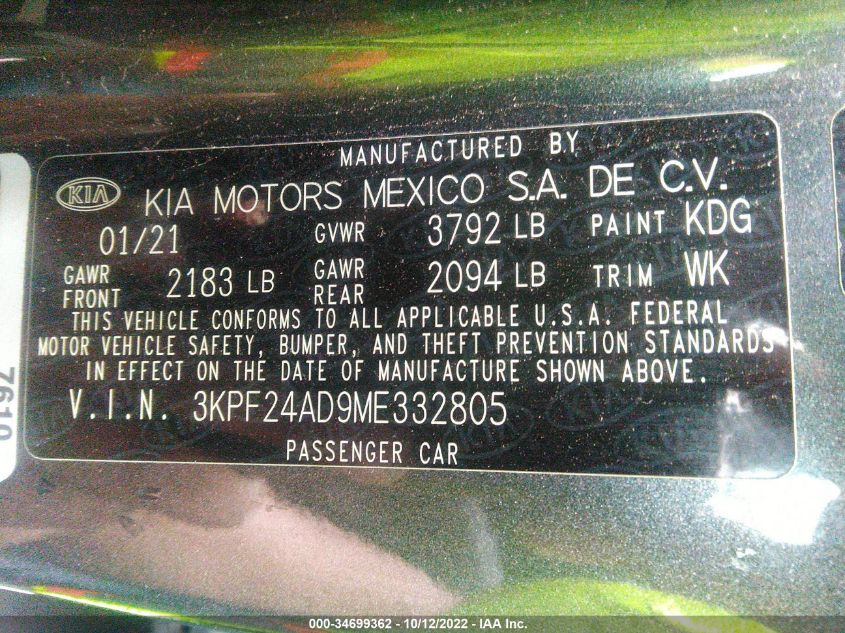 MANUFACTURED BY
KIA KIA MOTORS MEXICO S.A. DE C.V.
01/21 GVWR 3792 LB PAINT KDG
GAWR FRONT 2183 LB GAWR REAR 2094 LB TRIM WK
THIS VEHICLE CONFORMS TO ALL APPLICABLE U.S.A. FEDERAL
MOTOR VEHICLE SAFETY, BUMPER, AND THEFT PREVENTION STANDARDS
IN EFFECT ON THE DATE OF MANUFACTURE SHOWN ABOVE.
V.I.N. 3KPF24AD9ME332805
PASSENGER CAR
7610
000-34699362 - 10/12/2022 - IAA Inc.